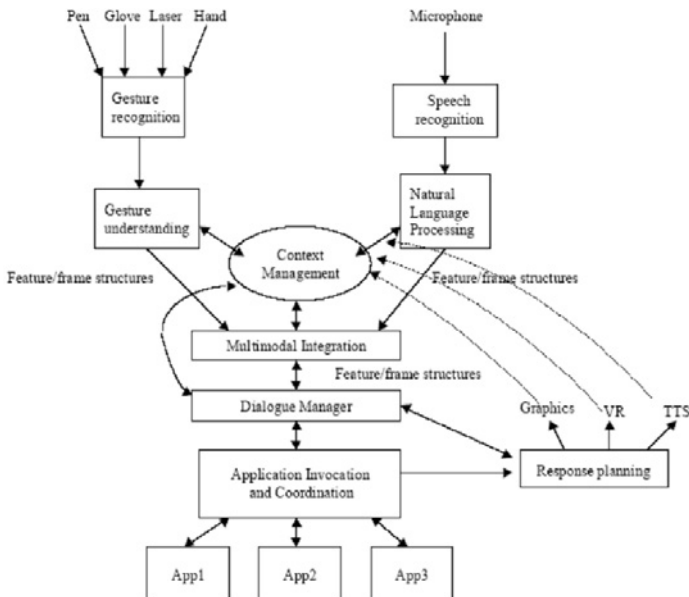 Pen Glove Laser Hand
Microphone
Gesture
recognition
Speech
recognition
Gesture
understanding
Natural
Language
Processing
Context
Management
Feature/frame structures
Feature/frame structures
Multimodal Integration
Feature/frame structures
Dialogue Manager
Graphics
VR
TTS
Application Invocation
and Coordination
Response planning
App1
App2
App3